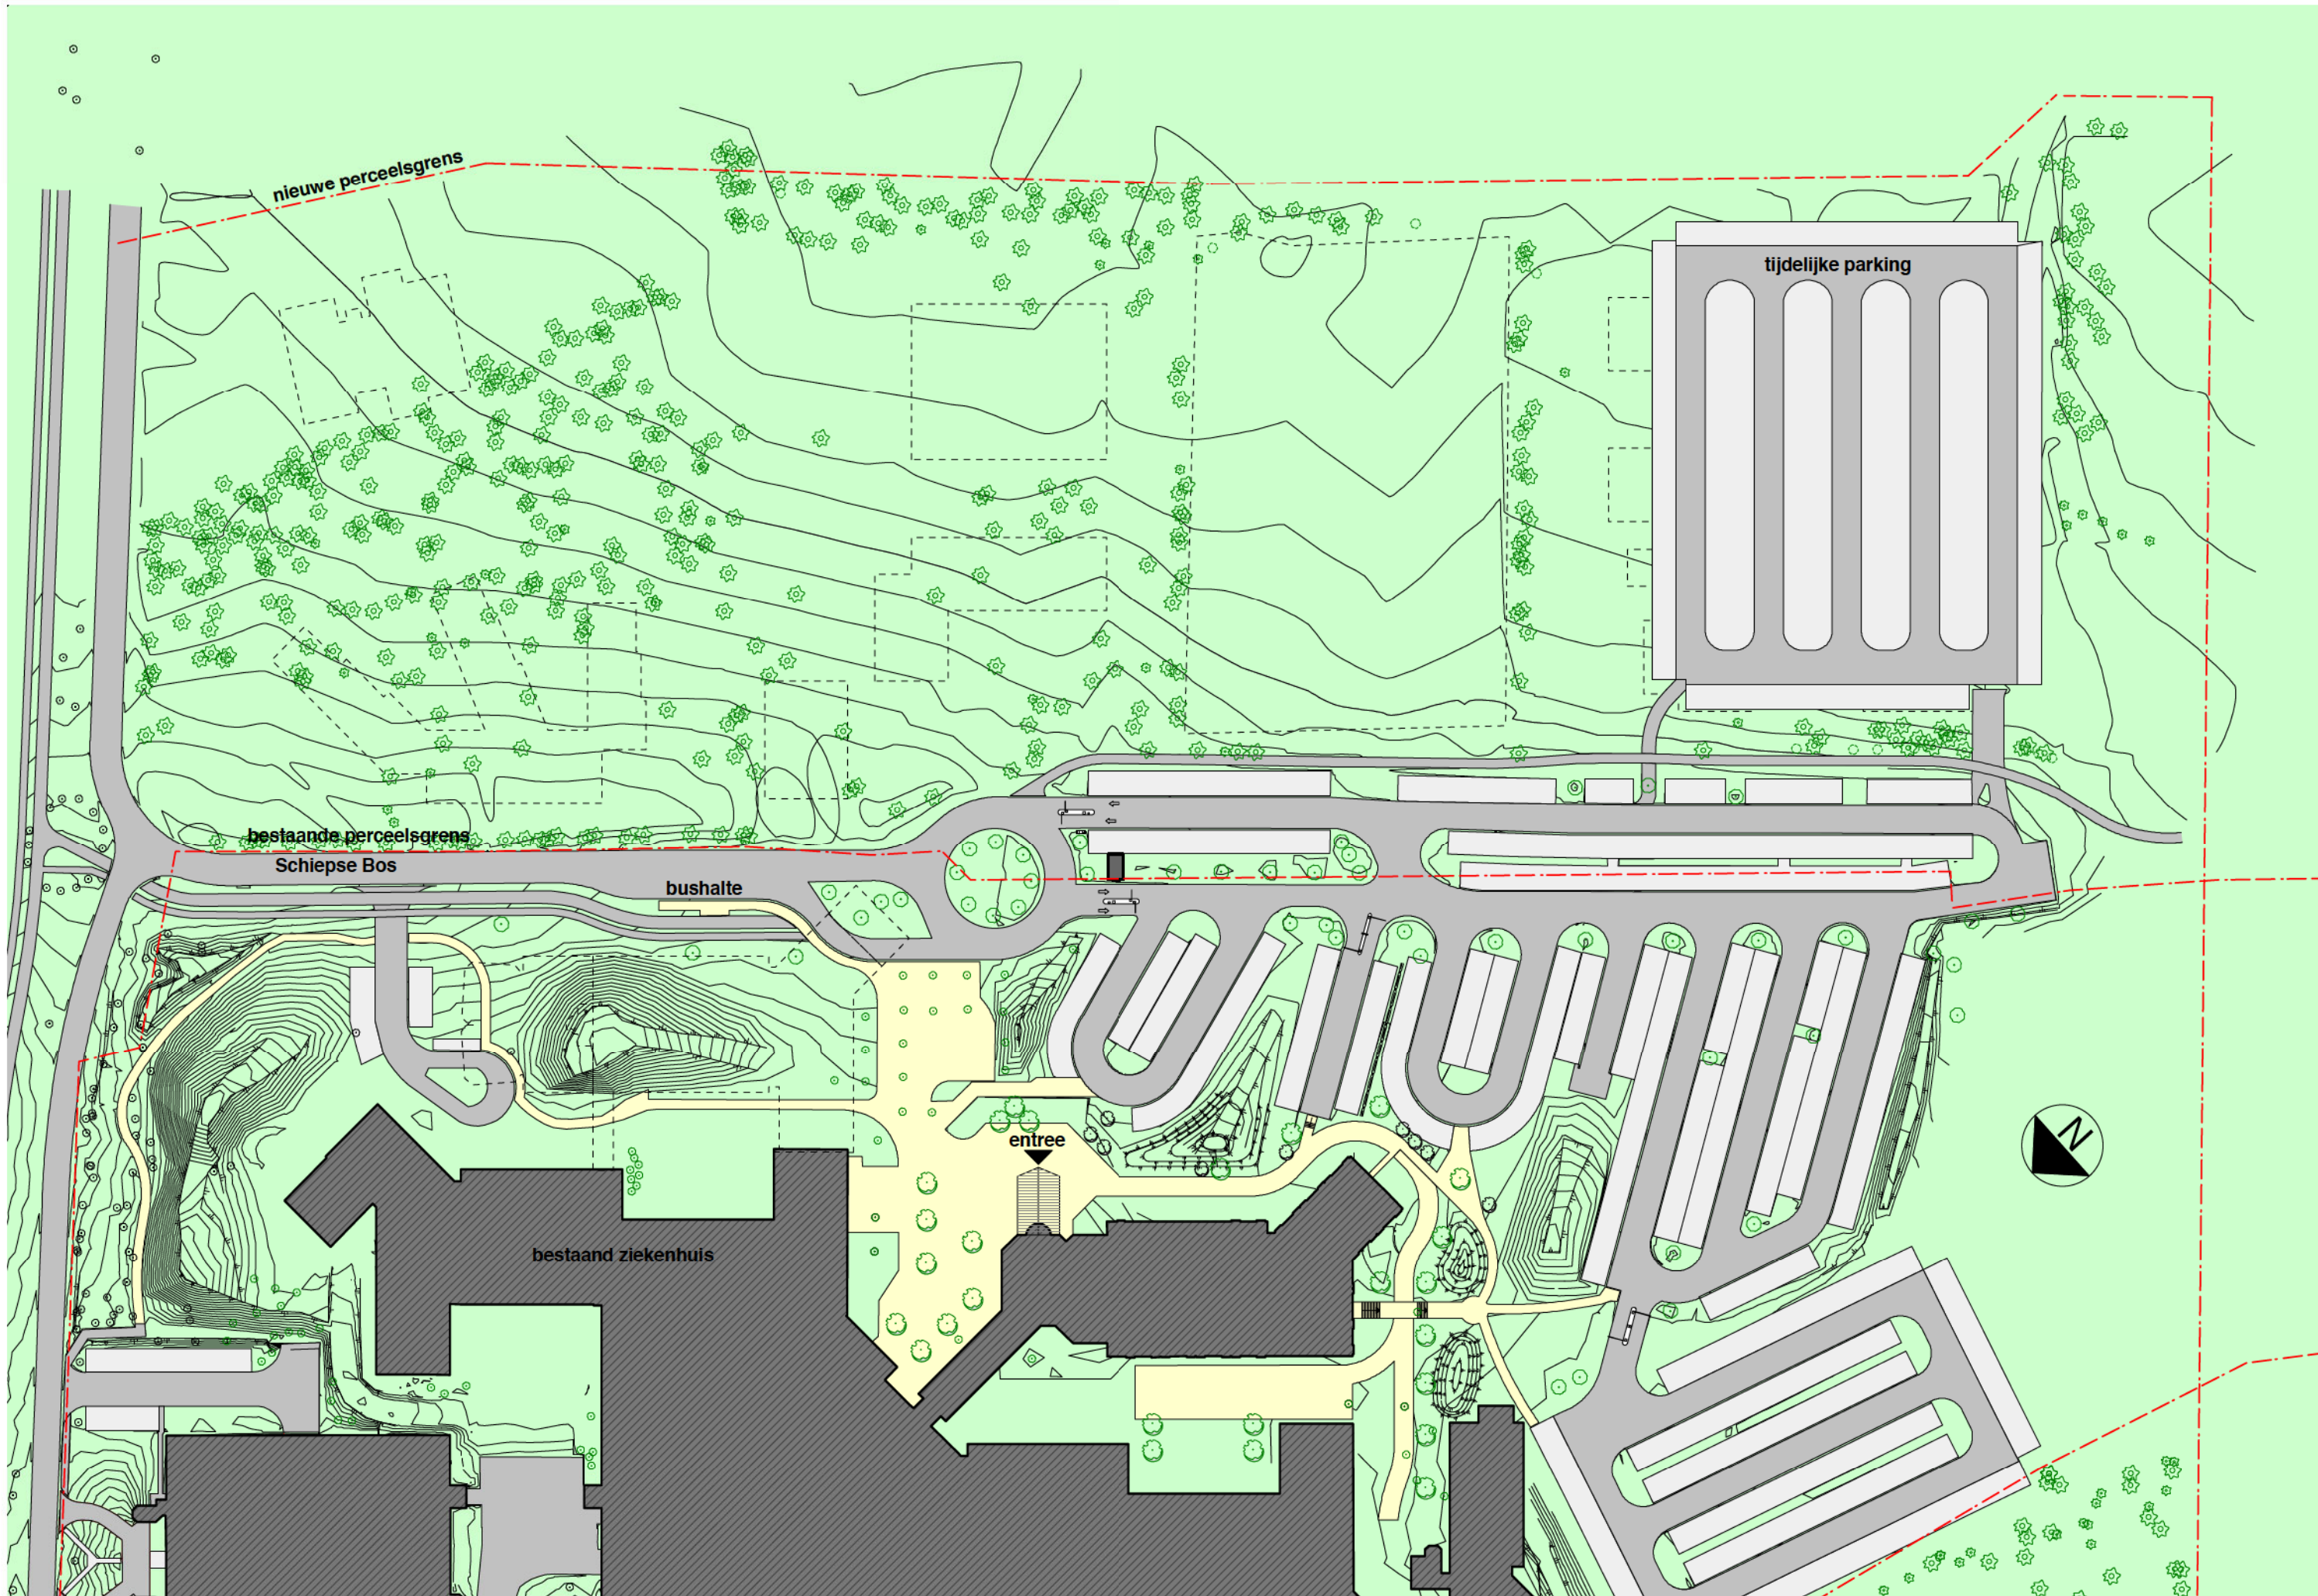 nieuwe perceelsgrens
tijdelijke parking
bestaande perceelsgrens
Schiepse Bos
bushalte
N
entree
bestaand ziekenhuis